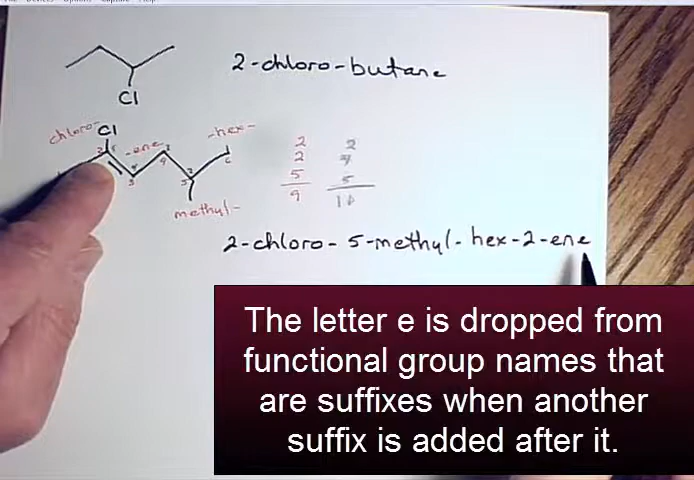 2-chloro-butane
Cl
chloro-
Cl
-ene
-hex-
methyl-
2 2
2
5 5
9 10
2-chloro- 5-methyl- hex-2-ene
The letter e is dropped from
functional group names that
are suffixes when another
suffix is added after it.